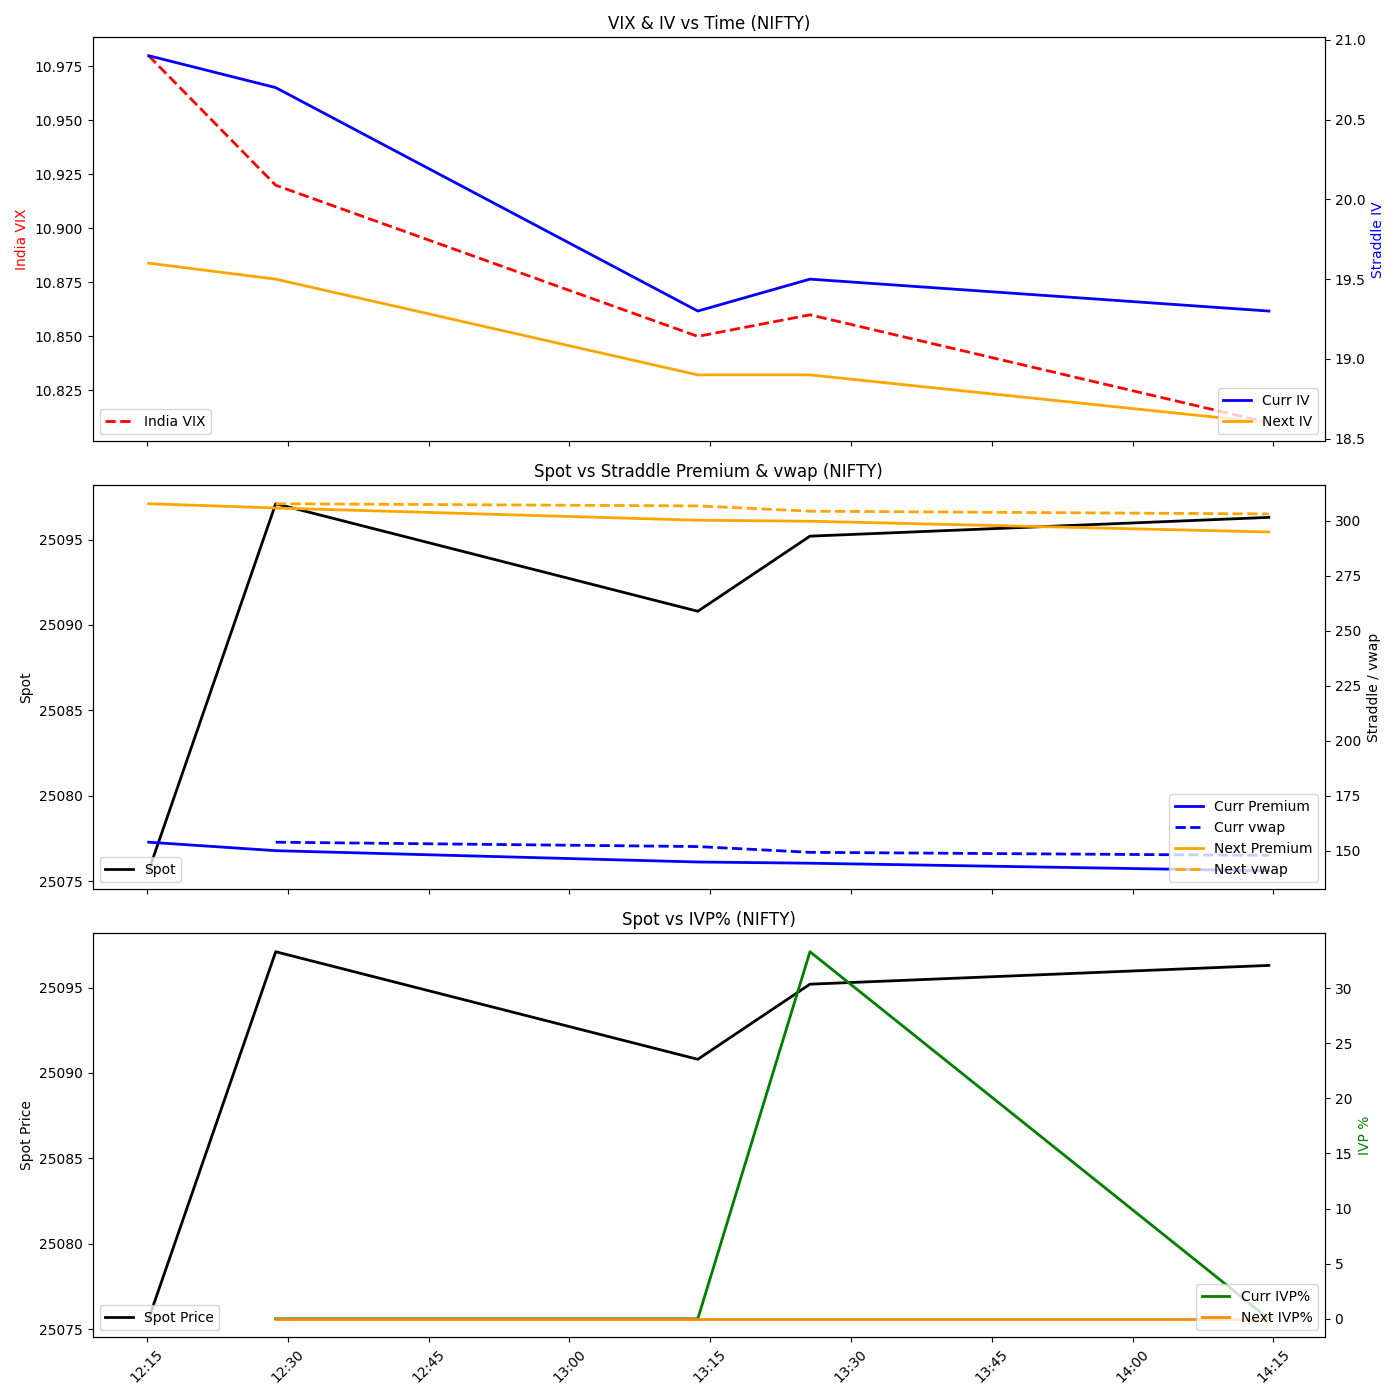 VIX & IV vs Time (NIFTY)
India VIX
10.975
10.950
10.925
10.900
10.875
10.850
10.825
21.0
20.5
20.0
19.5
19.0
18.5
Straddle IV
India VIX
Curr IV
Next IV
Spot vs Straddle Premium & vwap (NIFTY)
Spot
25095
25090
25085
25080
25075
300
275
250
225
200
175
150
Straddle / vwap
Spot
Curr Premium
Curr vwap
Next Premium
Next vwap
Spot vs IVP% (NIFTY)
Spot Price
25095
25090
25085
25080
25075
30
25
20
15
10
5
0
IVP %
Spot Price
Curr IVP%
Next IVP%
12:15
12:30
12:45
13:00
13:15
13:30
13:45
14:00
14:15